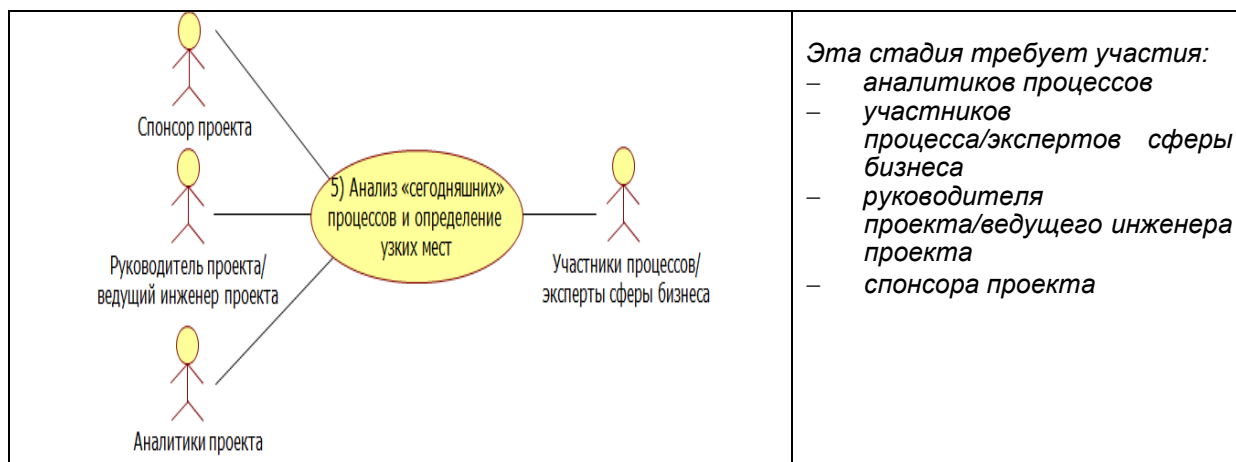 Спонсор проекта
Руководитель проекта/
ведущий инженер проекта
Аналитики проекта
5) Анализ «сегодняшних»
процессов и определение
узких мест
Участники процессов/
эксперты сферы бизнеса
Эта стадия требует участия:
– аналитиков процессов
– участников
процесса/экспертов сферы
бизнеса
– руководителя
проекта/ведущего инженера
проекта
– спонсора проекта